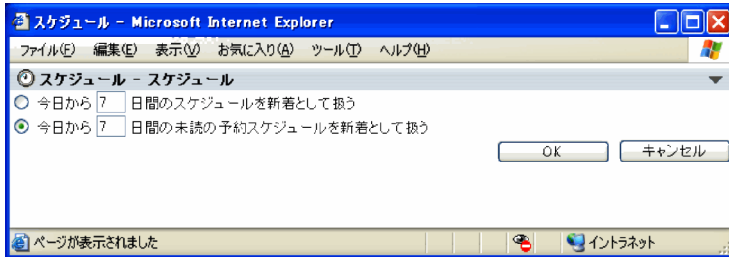 スケジュール - Microsoft Internet Explorer
ファイル(F) 編集(E) 表示(V) お気に入り(A) ツール(T) ヘルプ(H)
スケジュール - スケジュール
今日から 7 日間のスケジュールを新着として扱う
今日から 7 日間の未読の予約スケジュールを新着として扱う
OK キャンセル
ページが表示されました イントラネット